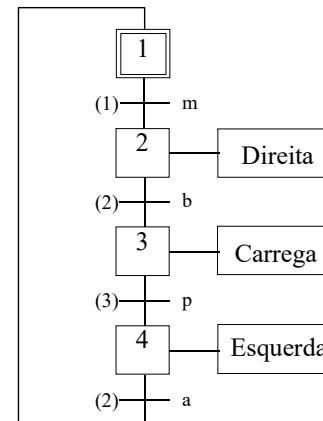 1
(1) m
2 Direita
(2) b
3 Carrega
(3) p
4 Esquerda
(2) a